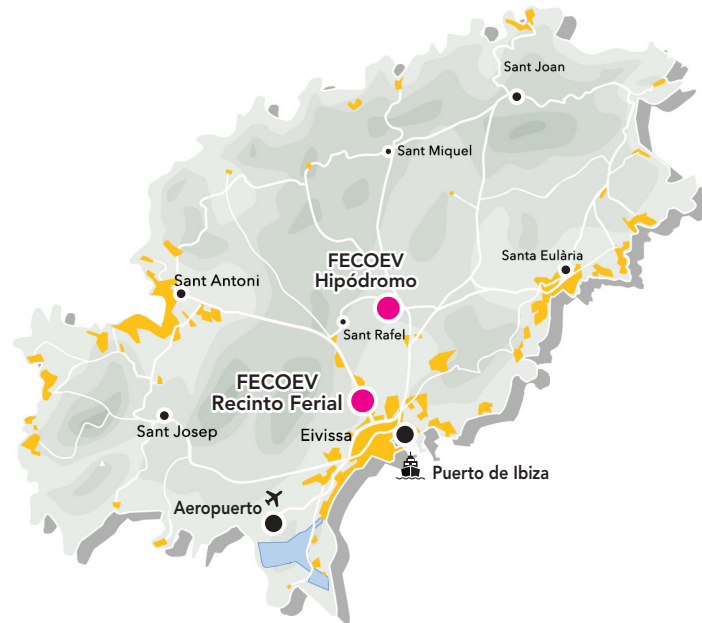 Sant Joan
Sant Miquel
Santa Eulària
FECOEV
Hipódromo
Sant Antoni
Sant Rafel
FECOEV
Recinto Ferial
Sant Josep
Eivissa
Puerto de Ibiza
Aeropuerto